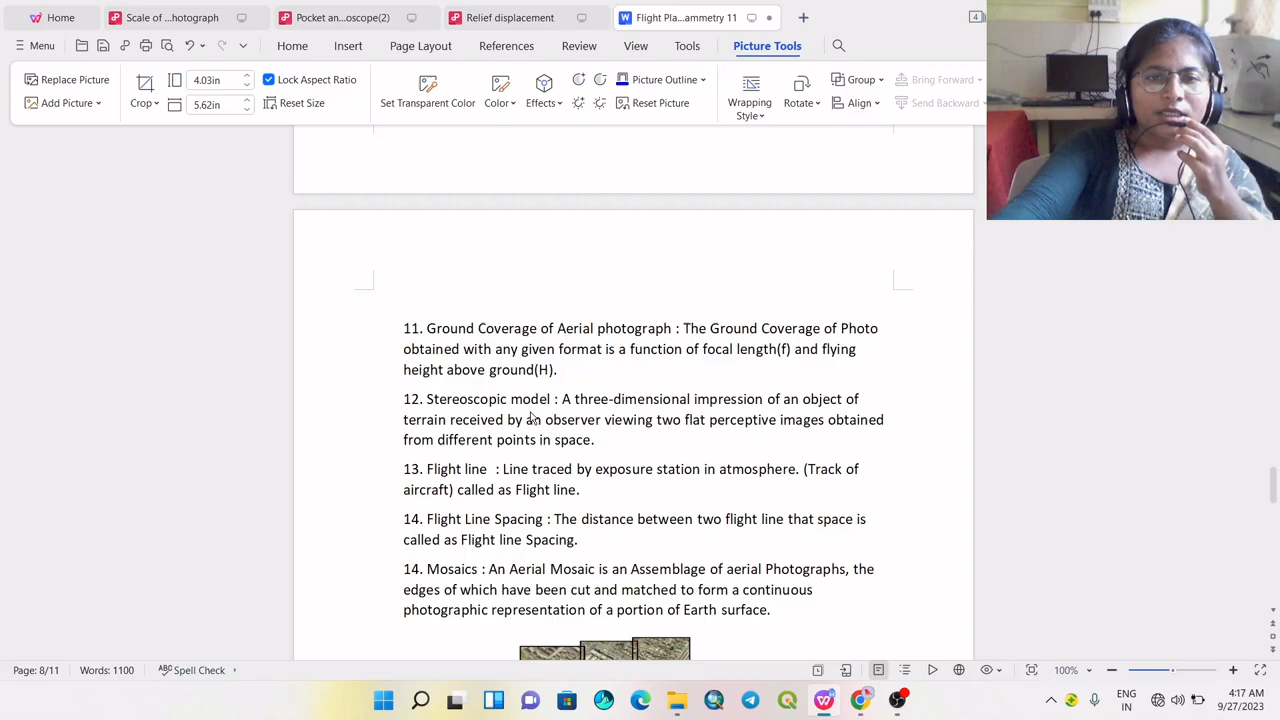 Home
Scale of ...hotograph
Pocket an...oscope(2)
Relief displacement
Flight Pla...ammetry 11
4
Menu
Home
Insert
Page Layout
References
Review
View
Tools
Picture Tools
Replace Picture
4.03in
Lock Aspect Ratio
Picture Outline
Group
Bring Forward
Add Picture
Crop
5.02in
Reset Size
Set Transparent Color
Color
Effects
Reset Picture
Wrapping
Style
Rotate
Align
Send Backward
11. Ground Coverage of Aerial photograph : The Ground Coverage of Photo
obtained with any given format is a function of focal length(f) and flying
height above ground(H).
12. Stereoscopic model : A three-dimensional impression of an object of
terrain received by an observer viewing two flat perceptive images obtained
from different points in space.
13. Flight line : Line traced by exposure station in atmosphere. (Track of
aircraft) called as Flight line.
14. Flight Line Spacing : The distance between two flight line that space is
called as Flight line Spacing.
14. Mosaics : An Aerial Mosaic is an Assemblage of aerial Photographs, the
edges of which have been cut and matched to form a continuous
photographic representation of a portion of Earth surface.
Page: 8/11
Words: 1100
Spell Check
100%
ENG
IN
4:17 AM
9/27/2023